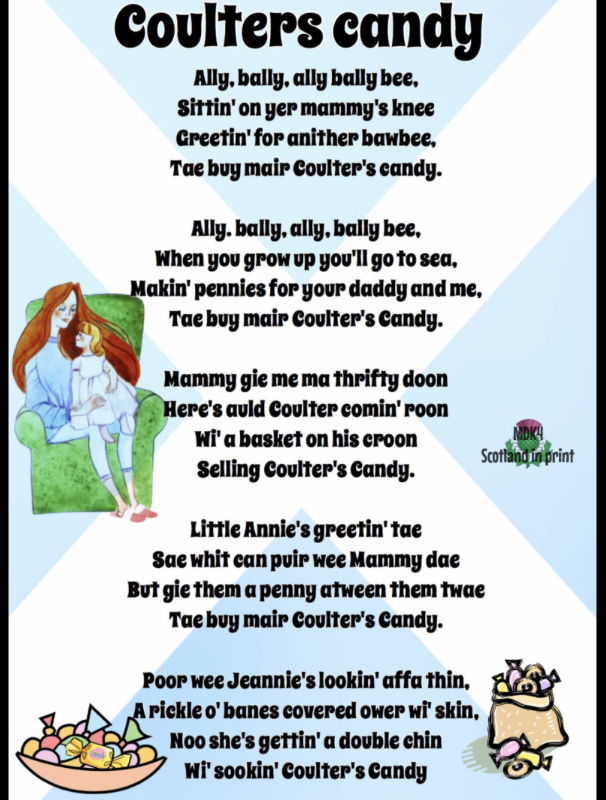 Coulters candy
Ally, bally, ally bally bee,
Sittin' on yer mammy's knee
Greetin' for anither bawbee,
Tae buy mair Coulter's candy.
Ally. bally, ally, bally bee,
When you grow up you'll go to sea,
Makin' pennies for your daddy and me,
Tae buy mair Coulter's Candy.
Mammy gie me ma thrifty doon
Here's auld Coulter comin' roon
Wi' a basket on his croon
Selling Coulter's Candy.
MDK4
Scotland in print
Little Annie's greetin' tae
Sae whit can puir wee Mammy dae
But gie them a penny atween them twae
Tae buy mair Coulter's Candy.
Poor wee Jeannie's lookin' affa thin,
A rickle o' banes covered ower wi' skin,
Noo she's gettin' a double chin
Wi' sookin' Coulter's Candy